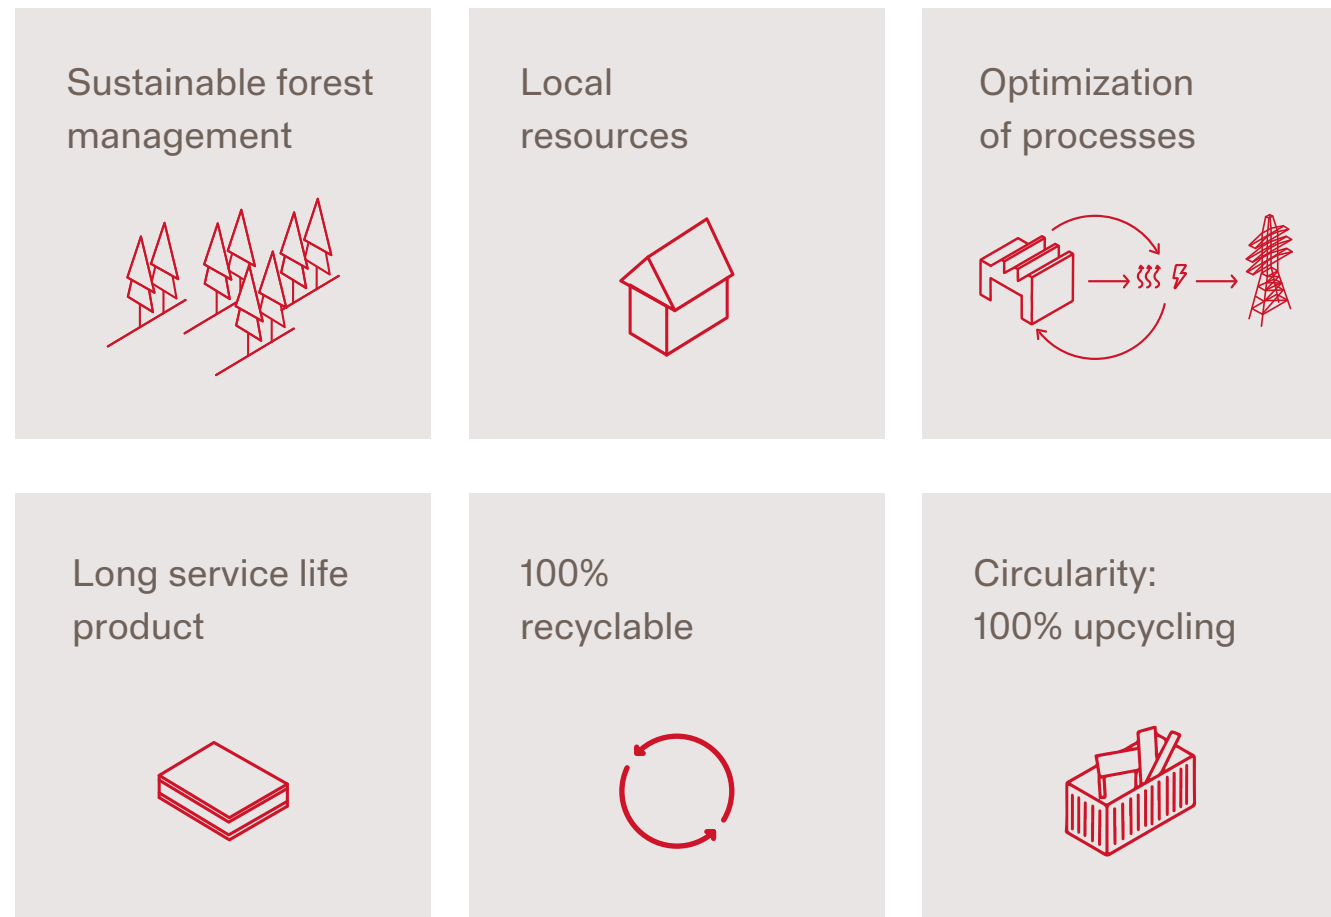 Sustainable forest
management
Local
resources
Optimization
of processes
Long service life
product
100%
recyclable
Circularity:
100% upcycling